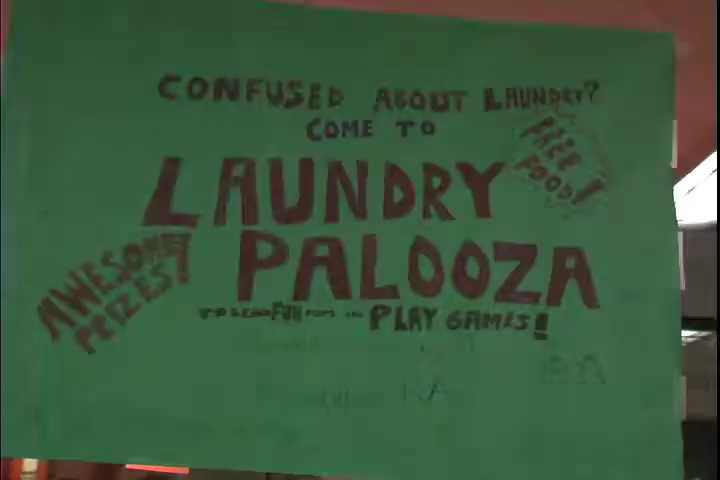 CONFUSED ABOUT LAUNDRY?
COME TO
FREE FOOD!
LAUNDRY
PALOOZA
AWESOME PRIZES!
PLAY GAMES!